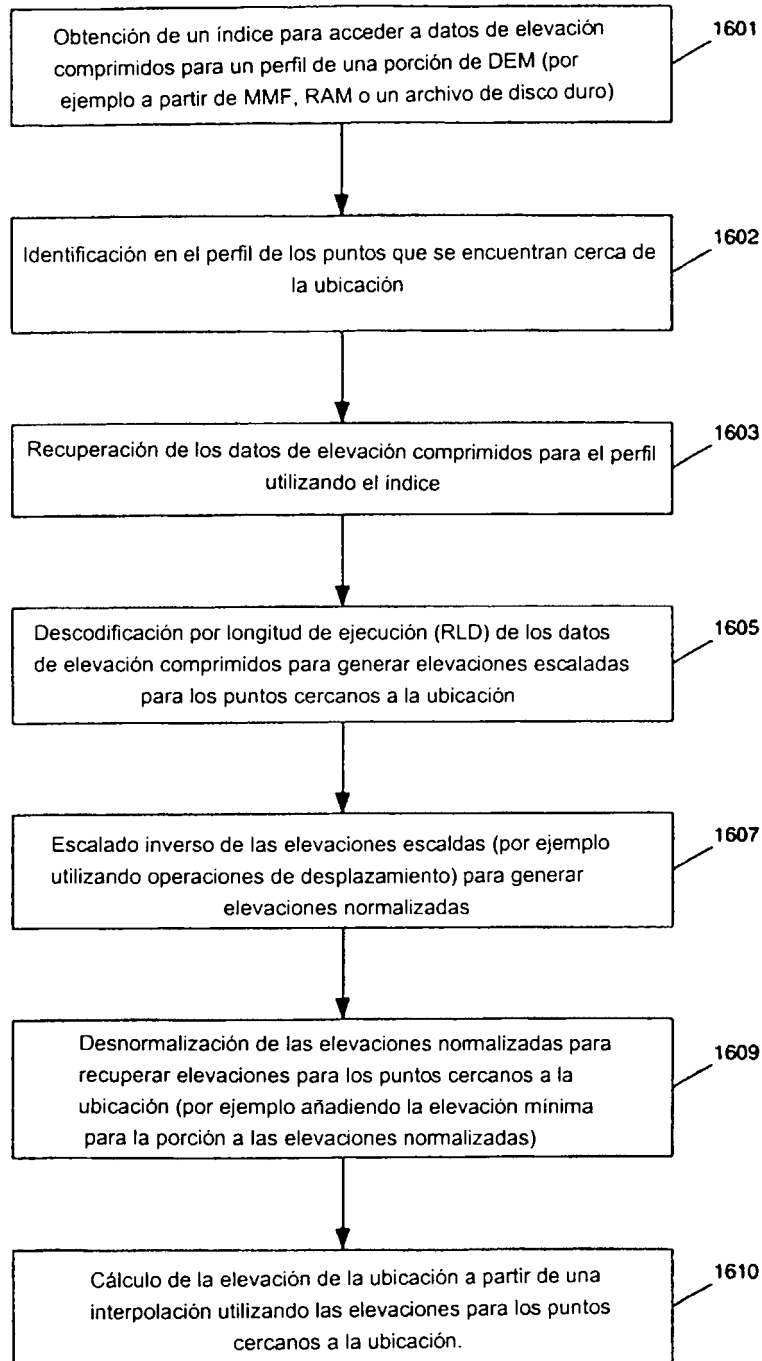 Obtención de un índice para acceder a datos de elevación
comprimidos para un perfil de una porción de DEM (por
ejemplo a partir de MMF, RAM o un archivo de disco duro)
1601
Identificación en el perfil de los puntos que se encuentran cerca de
la ubicación
1602
Recuperación de los datos de elevación comprimidos para el perfil
utilizando el índice
1603
Descodificación por longitud de ejecución (RLD) de los datos
de elevación comprimidos para generar elevaciones escaladas
para los puntos cercanos a la ubicación
1605
Escalado inverso de las elevaciones escaldas (por ejemplo
utilizando operaciones de desplazamiento) para generar
elevaciones normalizadas
1607
Desnormalización de las elevaciones normalizadas para
recuperar elevaciones para los puntos cercanos a la
ubicación (por ejemplo añadiendo la elevación mínima
para la porción a las elevaciones normalizadas)
1609
Cálculo de la elevación de la ubicación a partir de una
interpolación utilizando las elevaciones para los puntos
cercanos a la ubicación.
1610